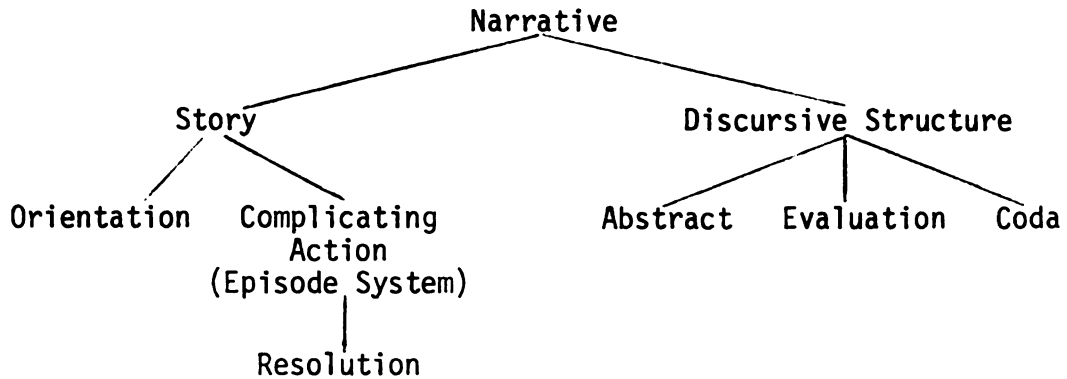 Narrative
Story
Discursive Structure
Orientation
Complicating
Action
(Episode System)
Resolution
Abstract
Evaluation
Coda